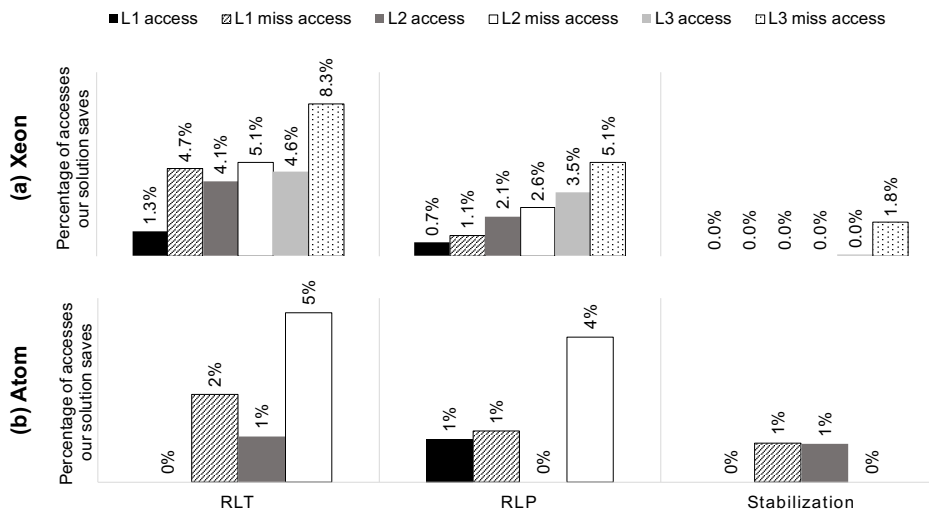 L1 access L1 miss access L2 access L2 miss access L3 access L3 miss access
(a) Xeon
Percentage of accesses
our solution saves
1.3% 4.7% 4.1% 5.1% 4.6% 8.3%
0.7% 1.1% 2.1% 2.6% 3.5% 5.1%
0.0% 0.0% 0.0% 0.0% 0.0% 1.8%
(b) Atom
Percentage of accesses
our solution saves
0% 2% 1% 5%
1% 1% 0% 4%
0% 1% 1% 0%
RLT RLP Stabilization